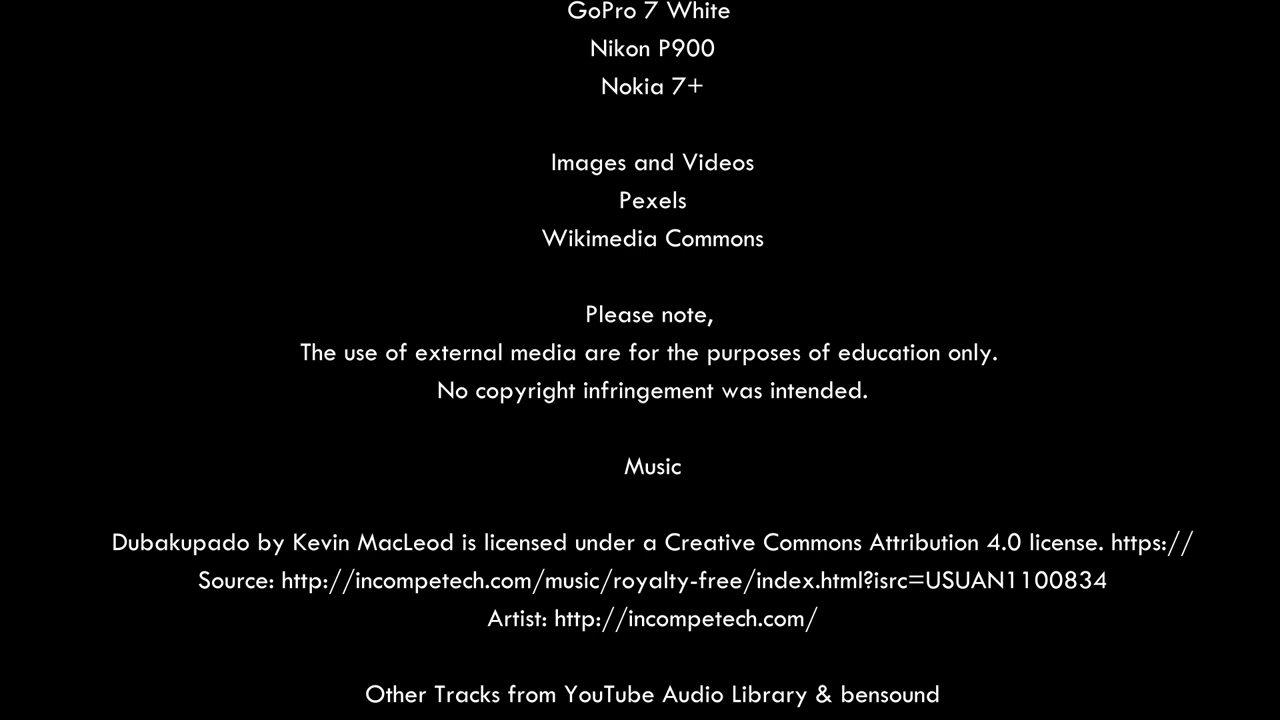 GoPro 7 White
Nikon P900
Nokia 7+
Images and Videos
Pexels
Wikimedia Commons
Please note,
The use of external media are for the purposes of education only.
No copyright infringement was intended.
Music
Dubakupado by Kevin MacLeod is licensed under a Creative Commons Attribution 4.0 license. https://
Source: http://incompetech.com/music/royalty-free/index.html?isrc=USUAN1100834
Artist: http://incompetech.com/
Other Tracks from YouTube Audio Library & bensound